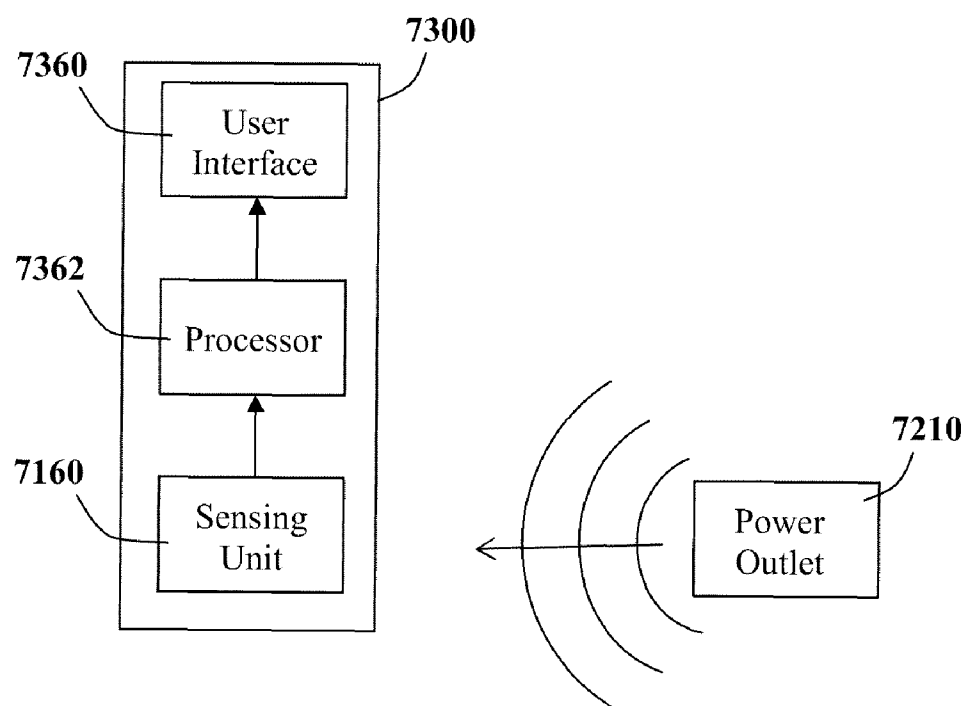 7300
7360
User
Interface
7362
Processor
7160
Sensing
Unit
7210
Power
Outlet